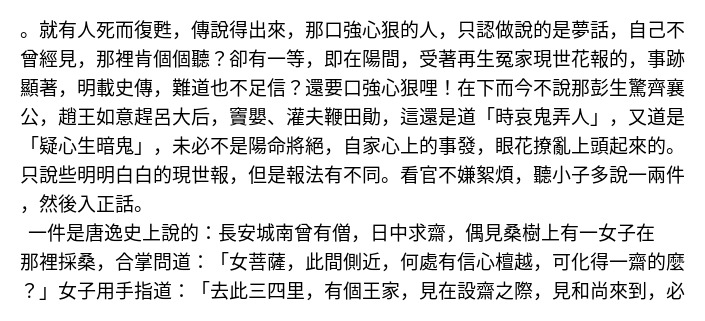 。就有人死而復甦，傳說得出來，那口強心狠的人，只認做說的是夢話，自己不
曾經見，那裡肯個個聽？卻有一等，即在陽間，受著再生冤家現世花報的，事跡
顯著，明載史傳，難道也不足信？還要口強心狠哩！在下而今不說那彭生驚齊襄
公，趙王如意趕呂大后，竇嬰、灌夫鞭田勛，這還是道「時哀鬼弄人」，又道是
「疑心生暗鬼」，未必不是陽命將絕，自家心上的事發，眼花撩亂上頭起來的。
只說些明明白白的現世報，但是報法有不同。看官不嫌絮煩，聽小子多說一兩件
，然後入正話。
一件是唐逸史上說的：長安城南曾有僧，日中求齋，偶見桑樹上有一女子在
那裡採桑，合掌問道：「女菩薩，此間側近，何處有信心檀越，可化得一齋的麼
？」女子用手指道：「去此三四里，有個王家，見在設齋之際，見和尚來到，必